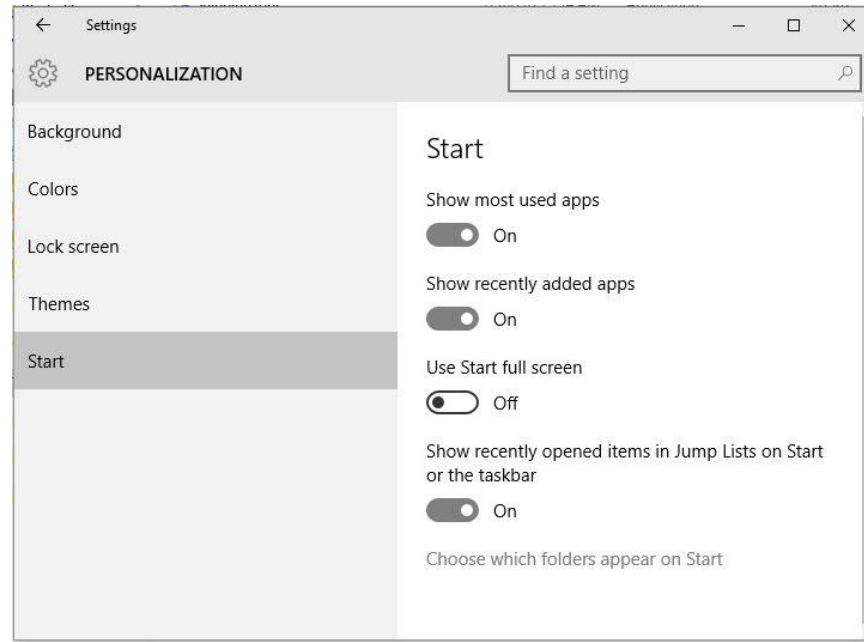 Settings
PERSONALIZATION
Find a setting
Background
Colors
Lock screen
Themes
Start
Start
Show most used apps
On
Show recently added apps
On
Use Start full screen
Off
Show recently opened items in Jump Lists on Start
or the taskbar
On
Choose which folders appear on Start